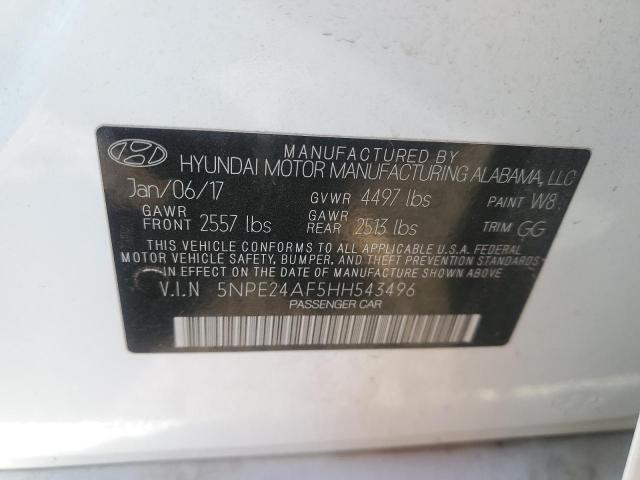 MANUFACTURED BY
HYUNDAI MOTOR MANUFACTURING ALABAMA, LLC
Jan/06/17 GVWR 4497 lbs PAINT W8
GAWR FRONT 2557 lbs GAWR REAR 2513 lbs TRIM GG
THIS VEHICLE CONFORMS TO ALL APPLICABLE U.S.A. FEDERAL
MOTOR VEHICLE SAFETY, BUMPER, AND THEFT PREVENTION STANDARDS
IN EFFECT ON THE DATE OF MANUFACTURE SHOWN ABOVE.
V.I.N 5NPE24AF5HH543496
PASSENGER CAR